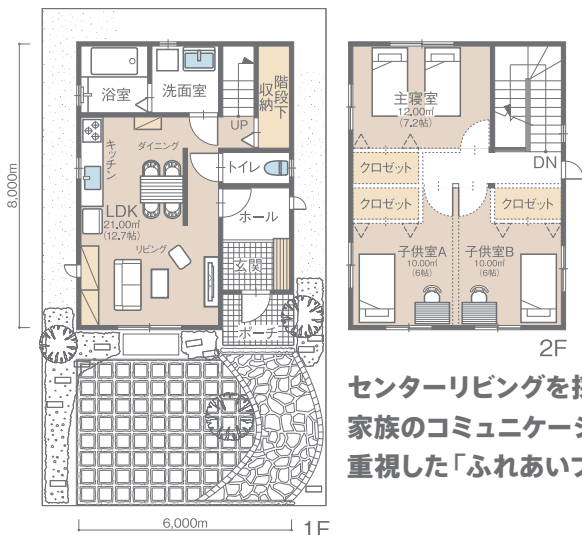 浴室
洗面室
階段下
収納
UP
キッチン
ダイニング
トイレ
LDK
21.00㎡
(12.7帖)
ホール
リビング
玄関
ポーチ
8,000m
6,000m
1F
主寝室
12.00㎡
(7.2帖)
DN
クロゼット
クロゼット
クロゼット
子供室A
10.00㎡
(6帖)
子供室B
10.00㎡
(6帖)
2F
センターリビングを採
家族のコミュニケーシ
重視した「ふれあいプ